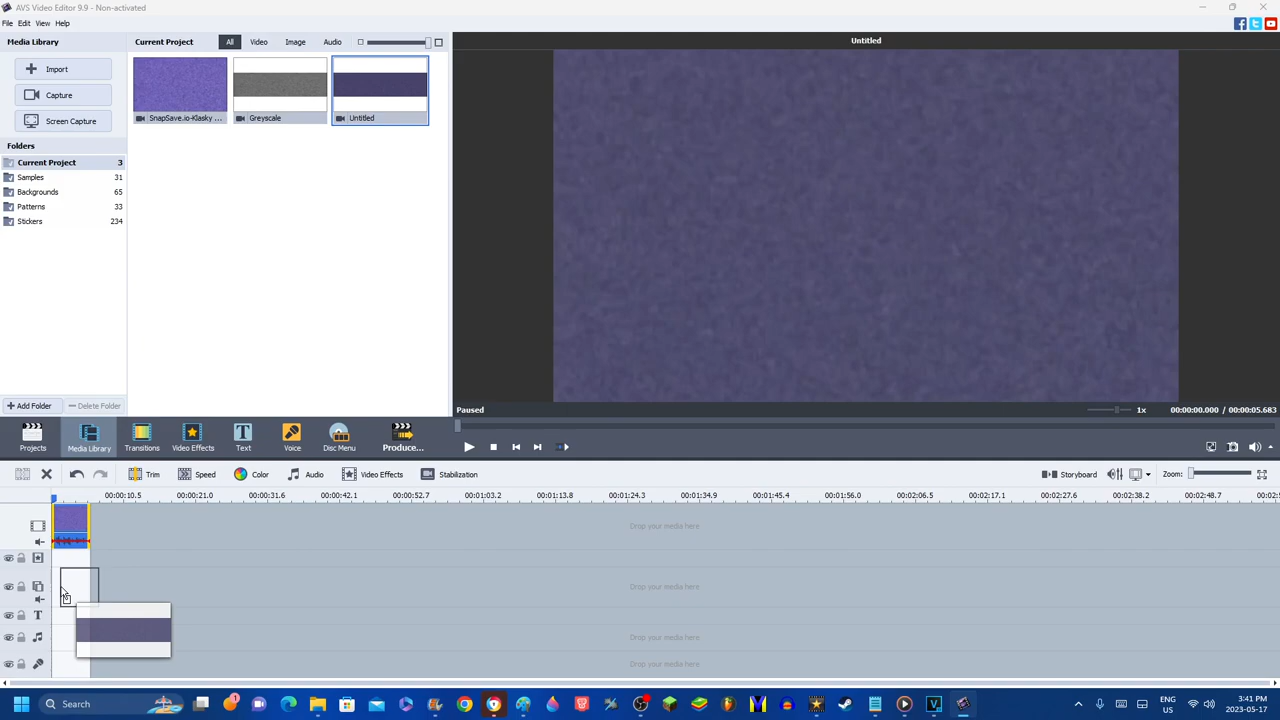 AVS Video Editor 9.9 - Non-activated
File Edit View Help
Media Library
Import
Capture
Screen Capture
Folders
Current Project 3
Samples 31
Backgrounds 65
Patterns 33
Stickers 234
Add Folder Delete Folder
Current Project All Video Image Audio
SnapSave.io-Klasky ... Greyscale Untitled
Untitled
Paused 1x 00:00:00.000 / 00:00:05.683
Projects Media Library Transitions Video Effects Text Voice Disc Menu Produce...
Trim Speed Color Audio Video Effects Stabilization Storyboard Zoom:
00:00:10.5 00:00:21.0 00:00:31.6 00:00:42.1 00:00:52.7 00:01:03.2 00:01:13.8 00:01:24.3 00:01:34.9 00:01:45.4 00:01:56.0 00:02:06.5 00:02:17.1 00:02:27.6 00:02:38.2 00:02:48.7 00:02:5
Drop your media here
Drop your media here
T
Drop your media here
Drop your media here
Search
1
ENG
US
3:41 PM
2023-05-17